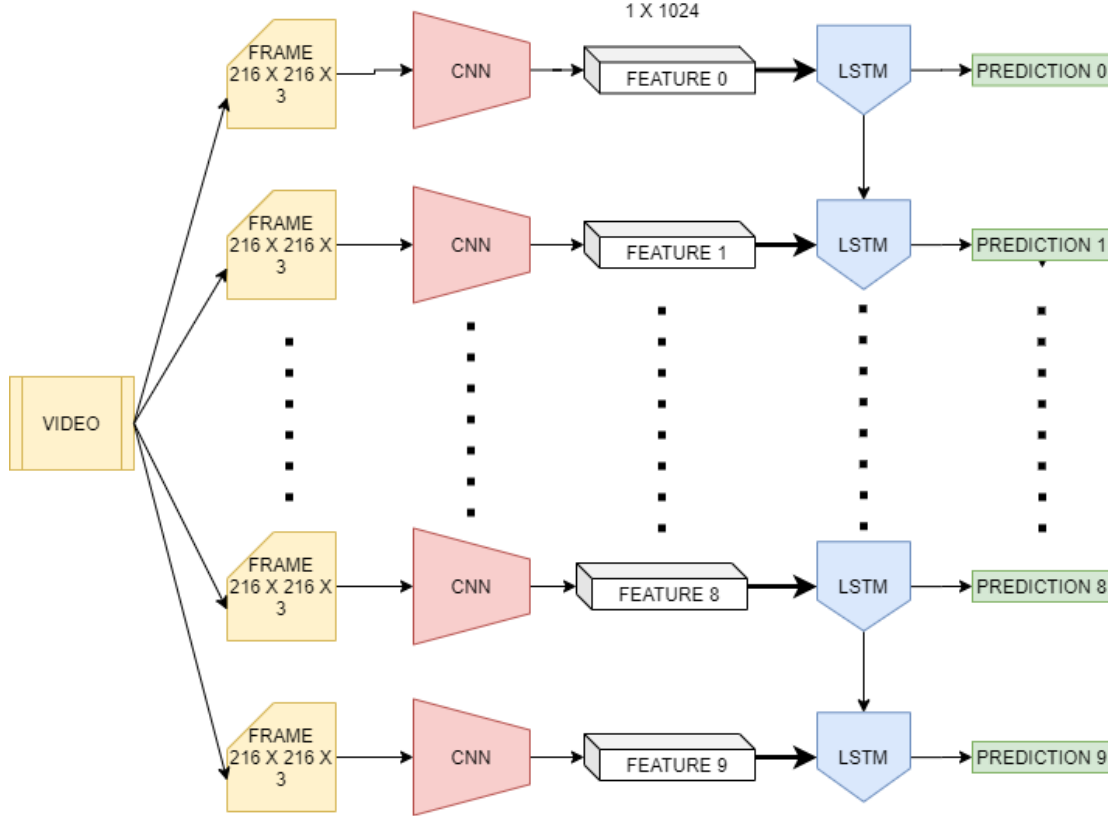 1 X 1024
FRAME
216 X 216 X
3
CNN
FEATURE 0
LSTM
PREDICTION 0
FRAME
216 X 216 X
3
CNN
FEATURE 1
LSTM
PREDICTION 1
VIDEO
FRAME
216 X 216 X
3
CNN
FEATURE 8
LSTM
PREDICTION 8
FRAME
216 X 216 X
3
CNN
FEATURE 9
LSTM
PREDICTION 9